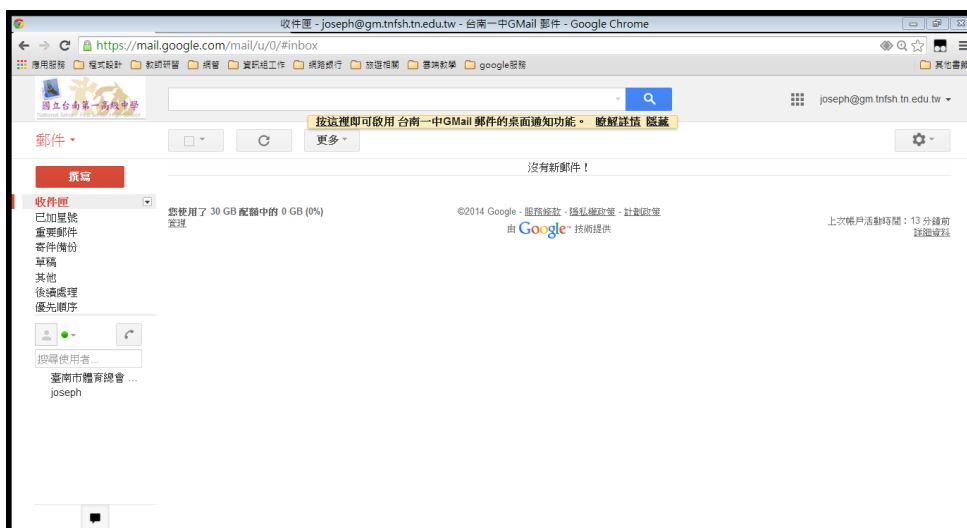 收件匣 - joseph@gm.tnfsh.tn.edu.tw - 台南一中GMail 郵件 - Google Chrome
https://mail.google.com/mail/u/0/#inbox
應用服務 程式設計 教師研習 網管 資訊組工作 網路銀行 旅遊相關 雲端教學 google服務 其他書籤
國立台南第一高級中學
joseph@gm.tnfsh.tn.edu.tw
按這裡即可啟用 台南一中GMail 郵件的桌面通知功能。 瞭解詳情 隱藏
郵件 更多
沒有新郵件！
撰寫
收件匣
已加星號
重要郵件
寄件備份
草稿
其他
後續處理
優先順序
搜尋使用者...
臺南市體育總會 ...
joseph
您使用了 30 GB 配額中的 0 GB (0%)
管理
©2014 Google - 服務條款 - 隱私權政策 - 計劃政策
由 Google™ 技術提供
上次帳戶活動時間：13 分鐘前
詳細資料